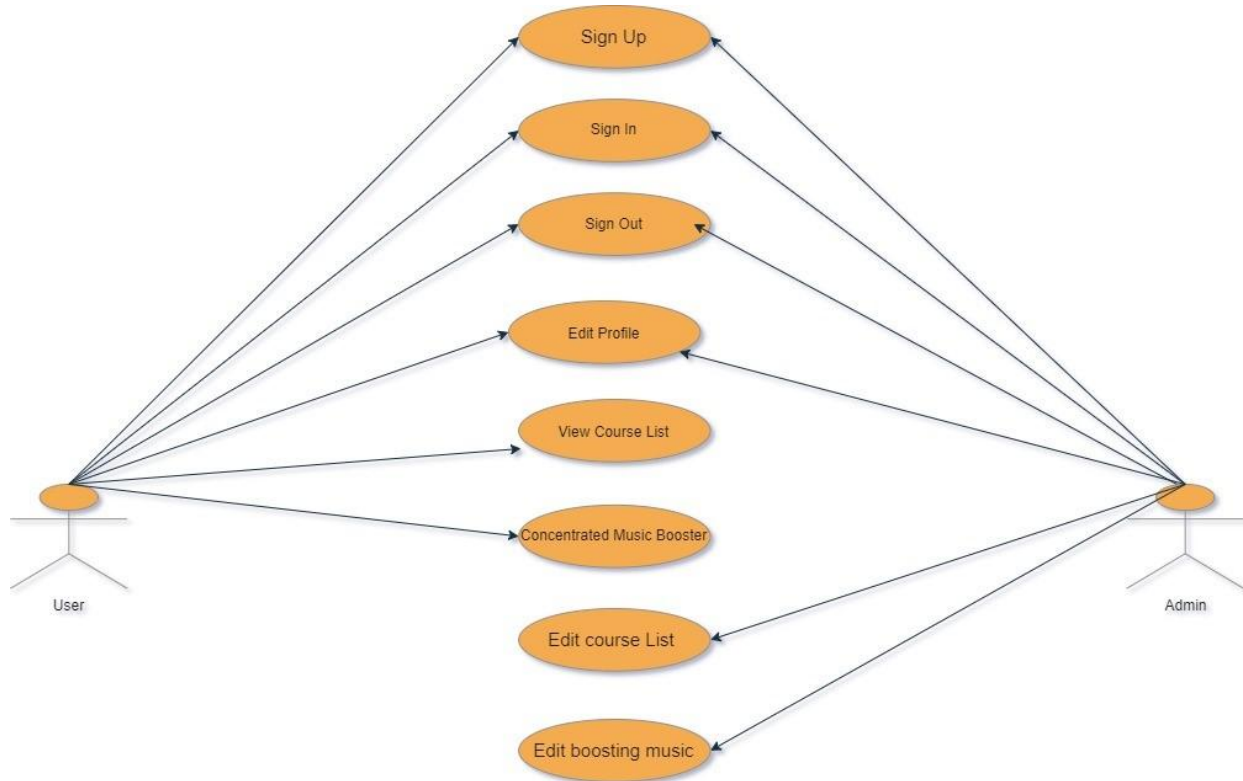 Sign Up
Sign In
Sign Out
Edit Profile
View Course List
Concentrated Music Booster
User
Admin
Edit course List
Edit boosting music